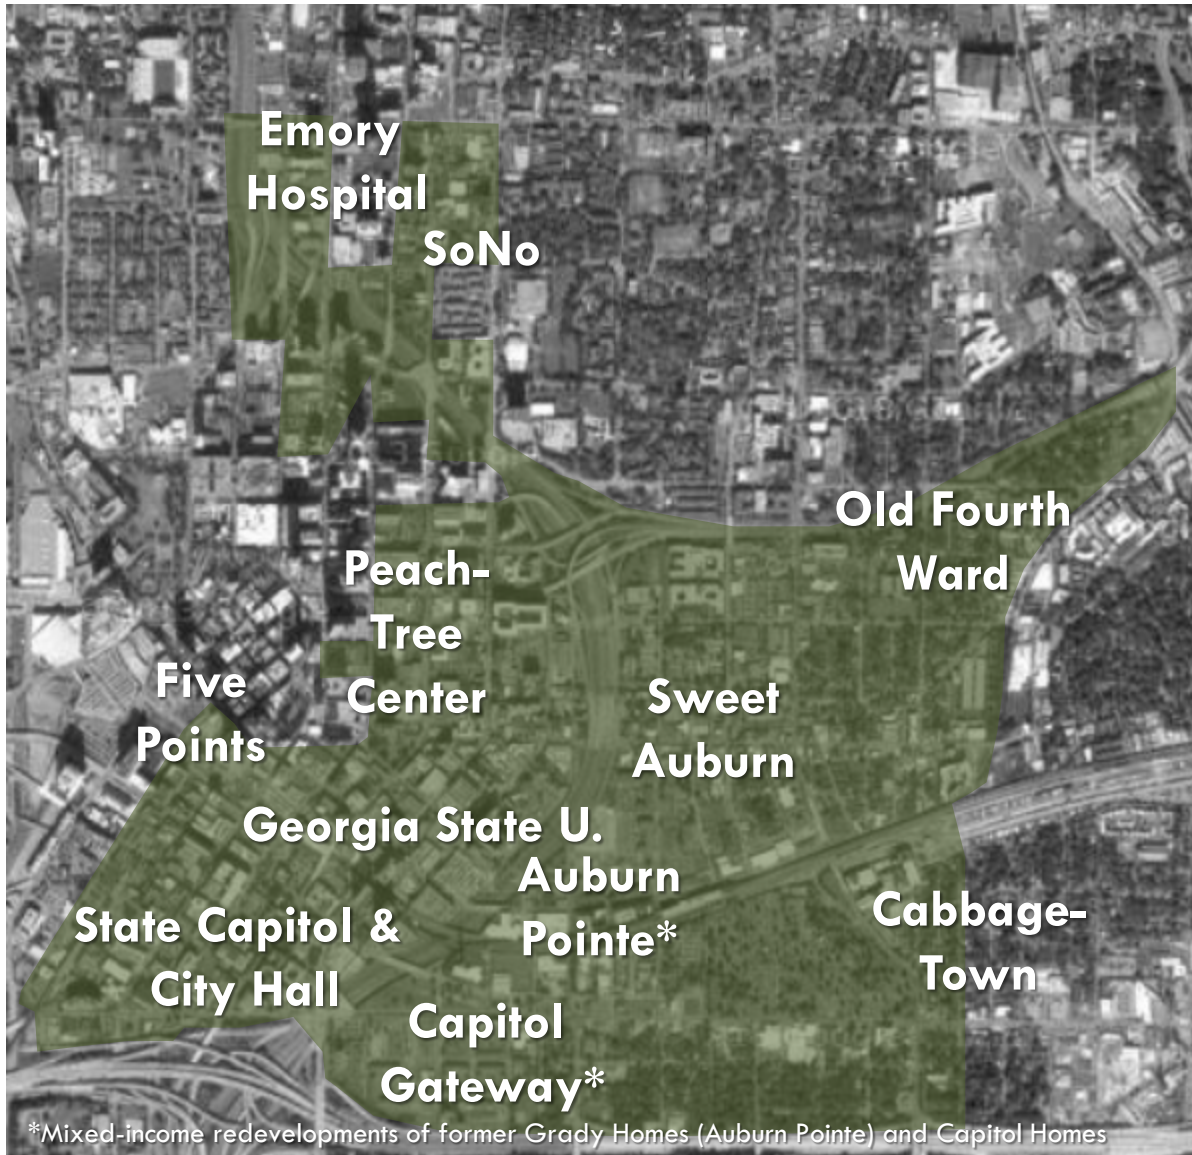 Emory
Hospital
SoNo
Old Fourth
Ward
Peach-
Tree
Center
Five
Points
Sweet
Auburn
Georgia State U.
Auburn
Pointe*
State Capitol &
City Hall
Cabbage-
Town
Capitol
Gateway*
*Mixed-income redevelopments of former Grady Homes (Auburn Pointe) and Capitol Homes